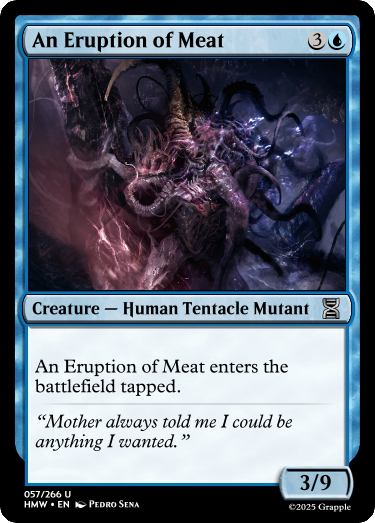 An Eruption of Meat 3
Creature — Human Tentacle Mutant
An Eruption of Meat enters the
battlefield tapped.
“Mother always told me I could be
anything I wanted.”
3/9
057/266 U
HMW • EN Pedro Sena
©2025 Grapple